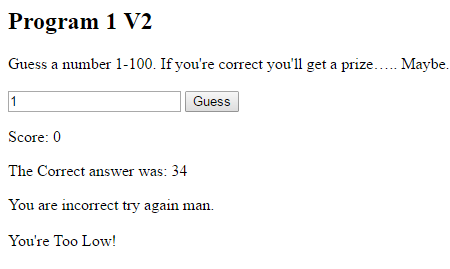 Program 1 V2
Guess a number 1-100. If you're correct you'll get a prize….. Maybe.
1 Guess
Score: 0
The Correct answer was: 34
You are incorrect try again man.
You're Too Low!